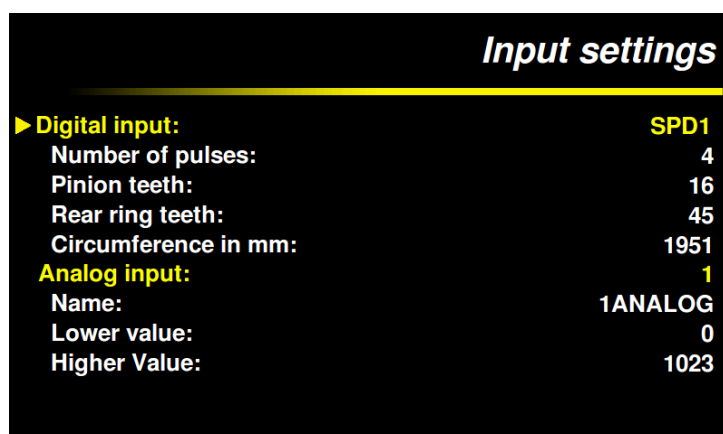 Input settings
Digital input: SPD1
Number of pulses: 4
Pinion teeth: 16
Rear ring teeth: 45
Circumference in mm: 1951
Analog input: 1
Name: 1ANALOG
Lower value: 0
Higher Value: 1023